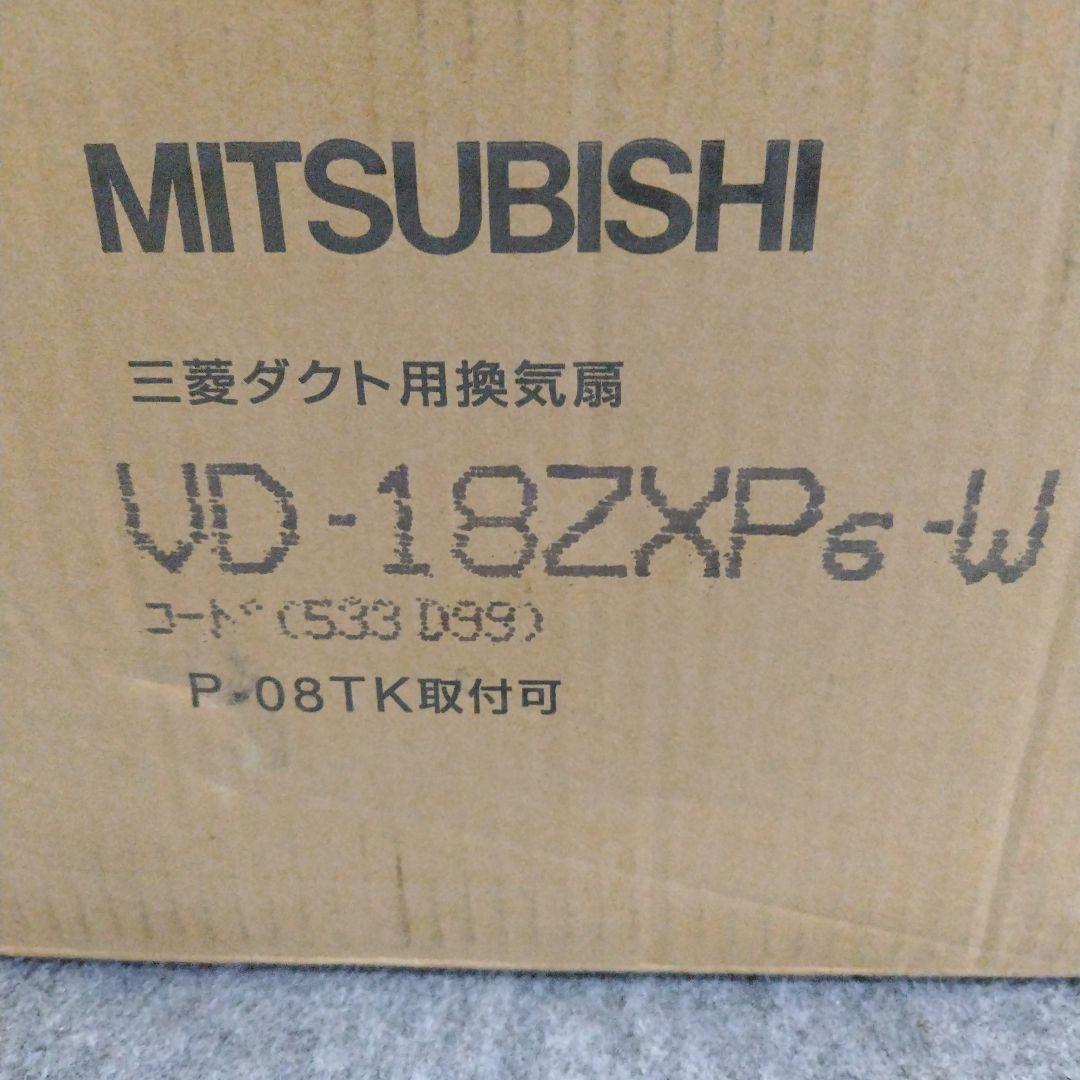 MITSUBISHI
三菱ダクト用換気扇
VD-18ZXP6-W
コード(533 D99)
P-08TK取付可